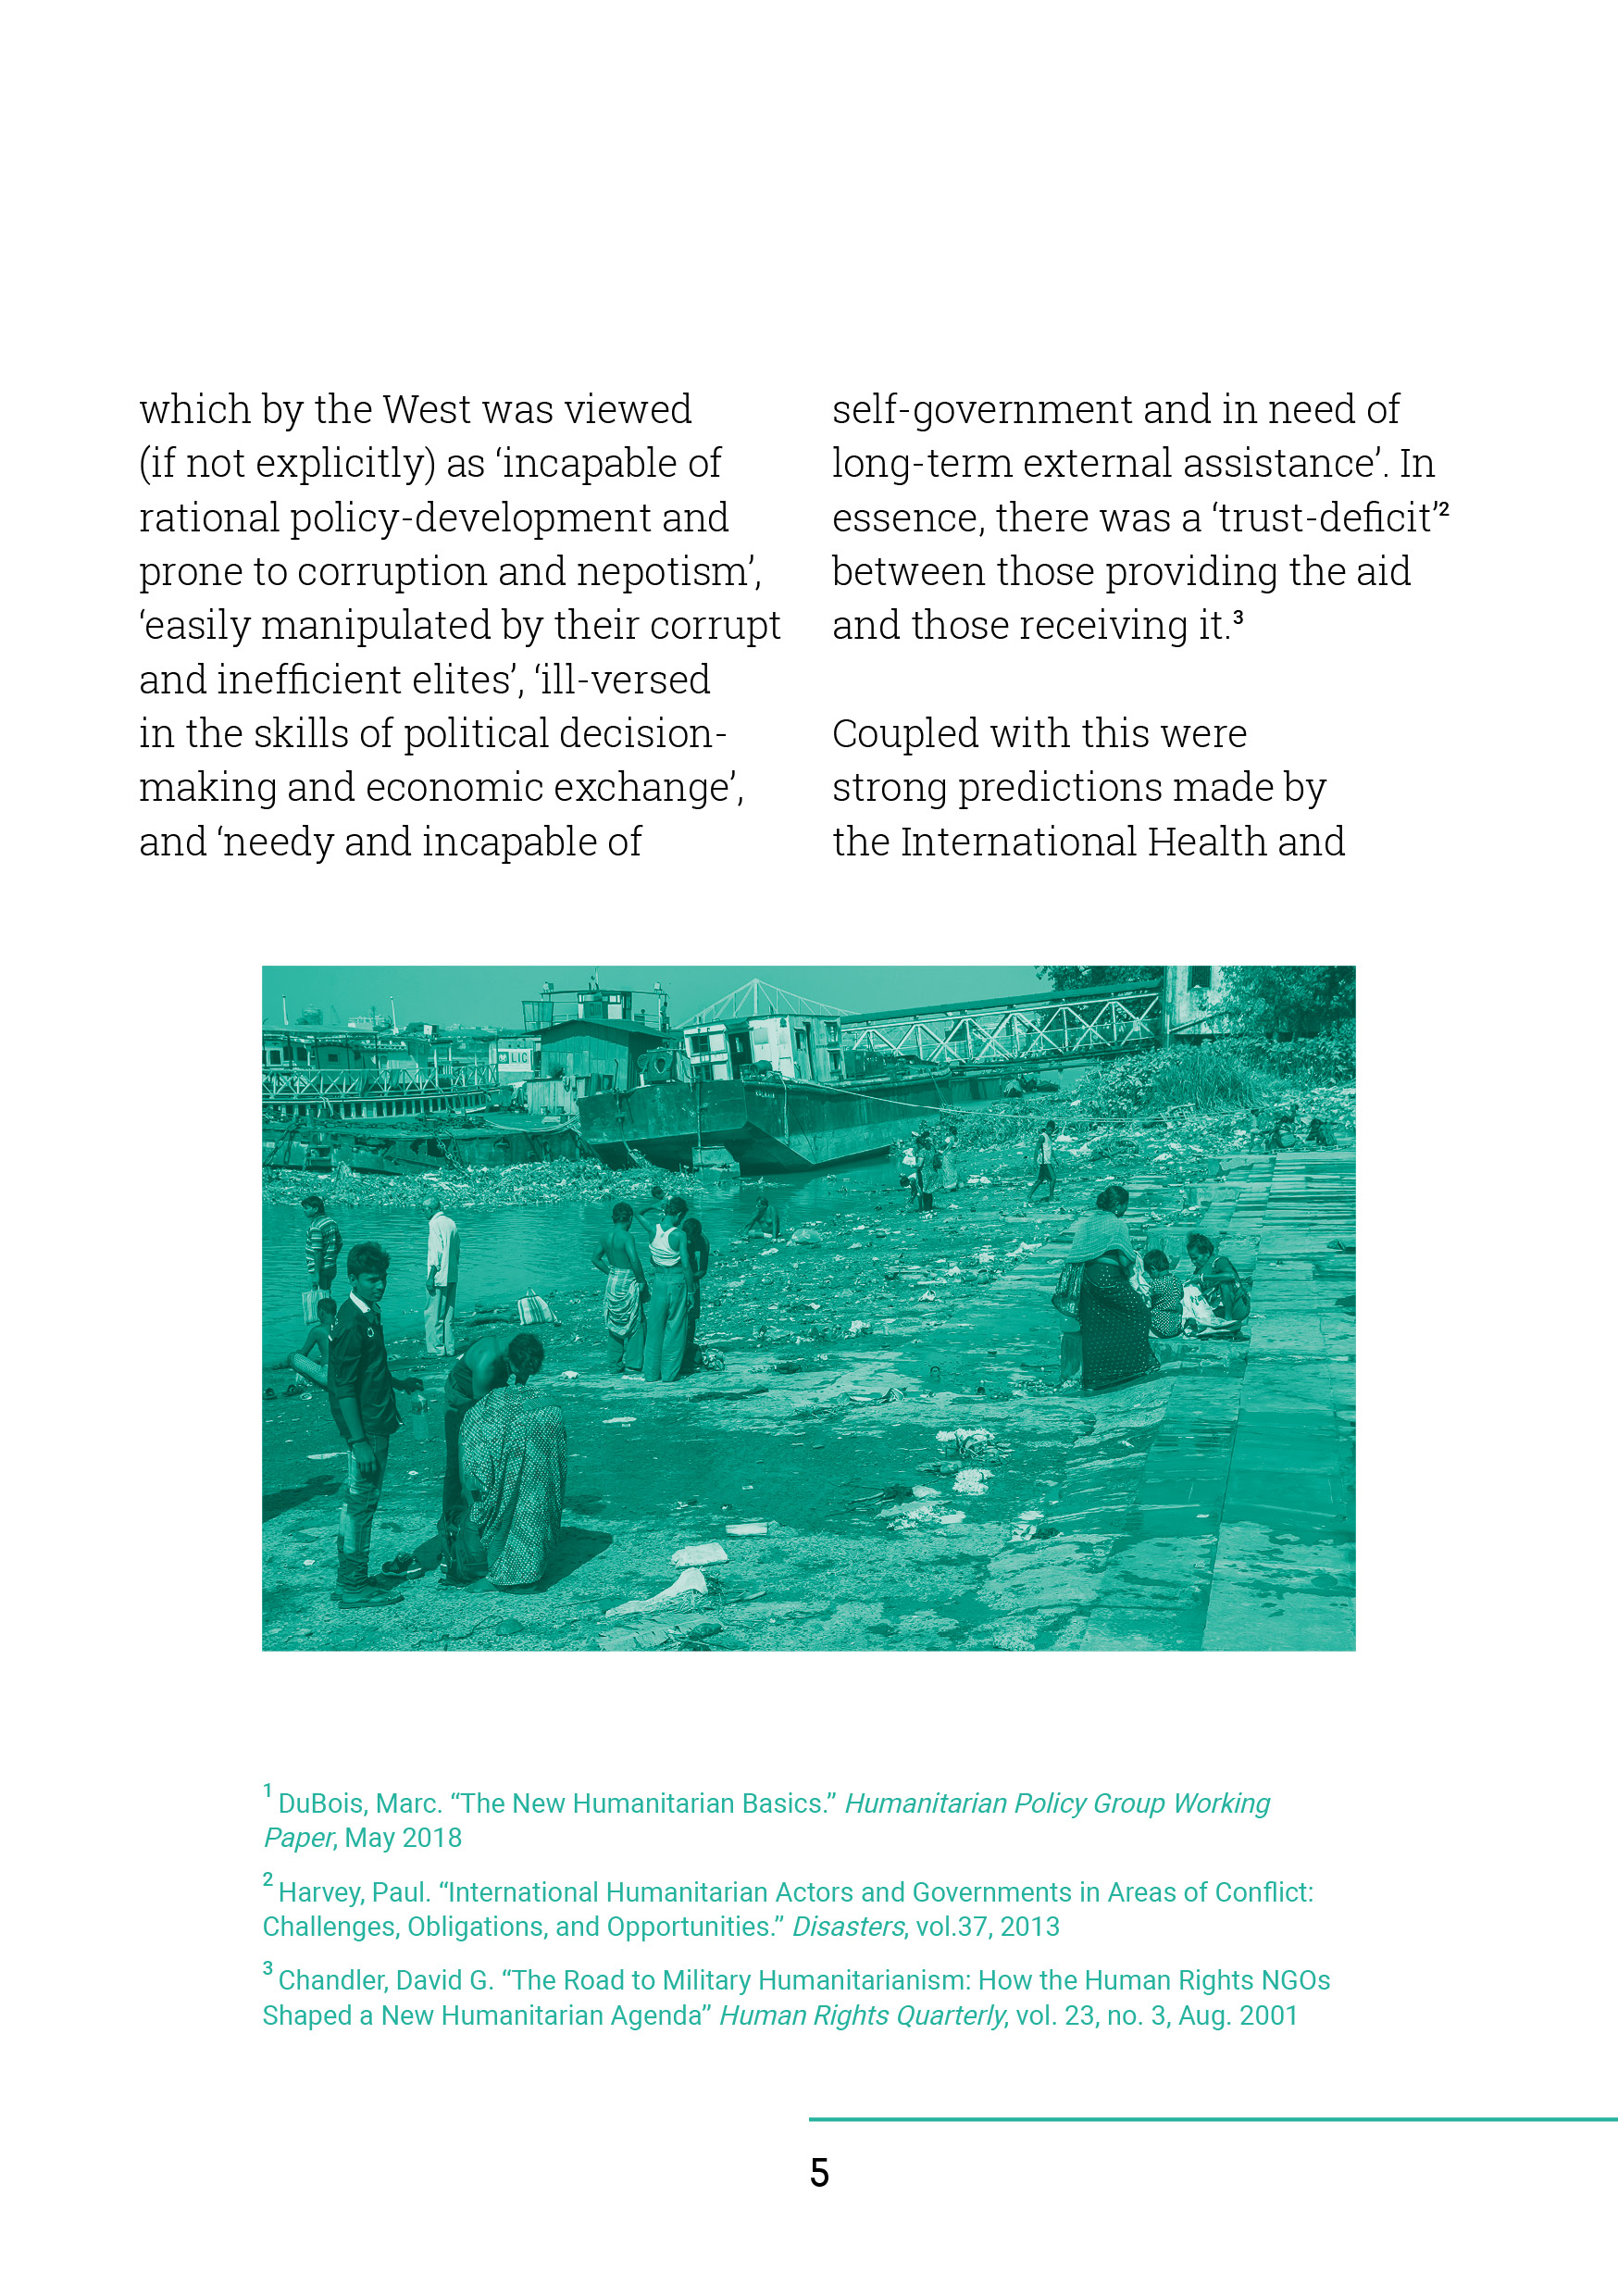 which by the West was viewed
(if not explicitly) as ‘incapable of
rational policy-development and
prone to corruption and nepotism’,
‘easily manipulated by their corrupt
and inefficient elites’, ‘ill-versed
in the skills of political decision-
making and economic exchange’,
and ‘needy and incapable of
self-government and in need of
long-term external assistance’. In
essence, there was a ‘trust-deficit’²
between those providing the aid
and those receiving it.³
Coupled with this were
strong predictions made by
the International Health and
LIC
¹ DuBois, Marc. “The New Humanitarian Basics.” Humanitarian Policy Group Working
Paper, May 2018
² Harvey, Paul. “International Humanitarian Actors and Governments in Areas of Conflict:
Challenges, Obligations, and Opportunities.” Disasters, vol.37, 2013
³ Chandler, David G. “The Road to Military Humanitarianism: How the Human Rights NGOs
Shaped a New Humanitarian Agenda” Human Rights Quarterly, vol. 23, no. 3, Aug. 2001
5